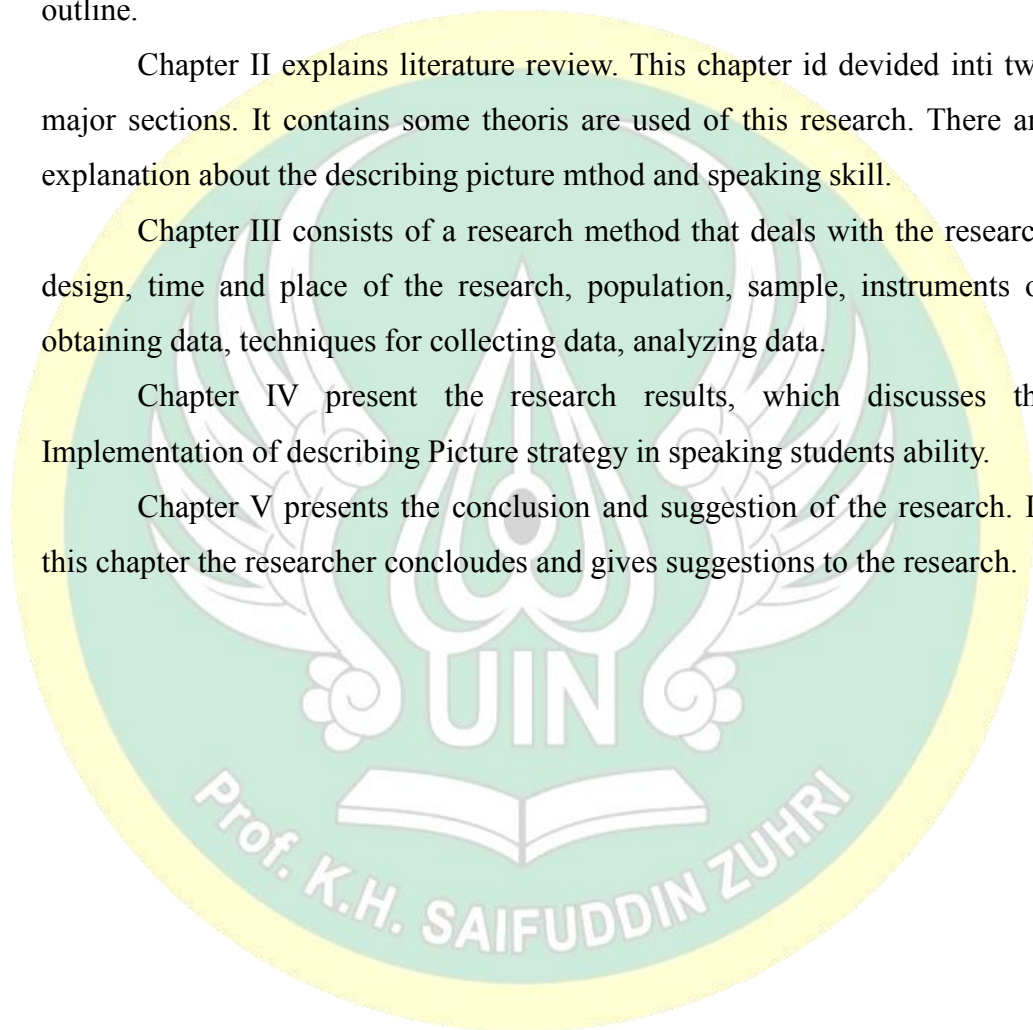 outline.
Chapter II explains literature review. This chapter id devided inti tw
major sections. It contains some theoris are used of this research. There ar
explanation about the describing picture mthod and speaking skill.
Chapter III consists of a research method that deals with the researc
design, time and place of the research, population, sample, instruments o
obtaining data, techniques for collecting data, analyzing data.
Chapter IV present the research results, which discusses th
Implementation of describing Picture strategy in speaking students ability.
Chapter V presents the conclusion and suggestion of the research. I
this chapter the researcher concloudes and gives suggestions to the research.
UIN
Prof. K.H. SAIFUDDIN ZUHRI